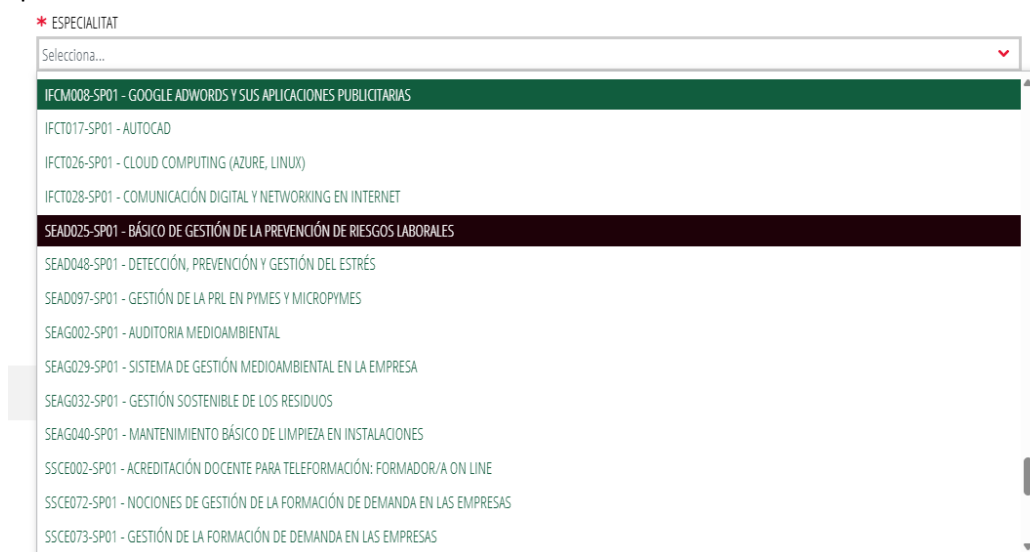 * ESPECIALITAT
Selecciona...
IFCM008-SP01 - GOOGLE ADWORDS Y SUS APLICACIONES PUBLICITARIAS
IFCT017-SP01 - AUTOCAD
IFCT026-SP01 - CLOUD COMPUTING (AZURE, LINUX)
IFCT028-SP01 - COMUNICACIÓN DIGITAL Y NETWORKING EN INTERNET
SEAD025-SP01 - BÁSICO DE GESTIÓN DE LA PREVENCIÓN DE RIESGOS LABORALES
SEAD048-SP01 - DETECCIÓN, PREVENCIÓN Y GESTIÓN DEL ESTRÉS
SEAD097-SP01 - GESTIÓN DE LA PRL EN PYMES Y MICROPYMES
SEAG002-SP01 - AUDITORIA MEDIOAMBIENTAL
SEAG029-SP01 - SISTEMA DE GESTIÓN MEDIOAMBIENTAL EN LA EMPRESA
SEAG032-SP01 - GESTIÓN SOSTENIBLE DE LOS RESIDUOS
SEAG040-SP01 - MANTENIMIENTO BÁSICO DE LIMPIEZA EN INSTALACIONES
SSCE002-SP01 - ACREDITACIÓN DOCENTE PARA TELEFORMACIÓN: FORMADOR/A ON LINE
SSCE072-SP01 - NOCIONES DE GESTIÓN DE LA FORMACIÓN DE DEMANDA EN LAS EMPRESAS
SSCE073-SP01 - GESTIÓN DE LA FORMACIÓN DE DEMANDA EN LAS EMPRESAS